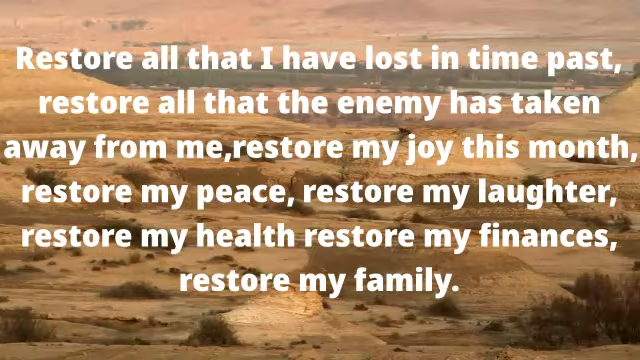 Restore all that I have lost in time past,
restore all that the enemy has taken
away from me,restore my joy this month,
restore my peace, restore my laughter,
restore my health restore my finances,
restore my family.